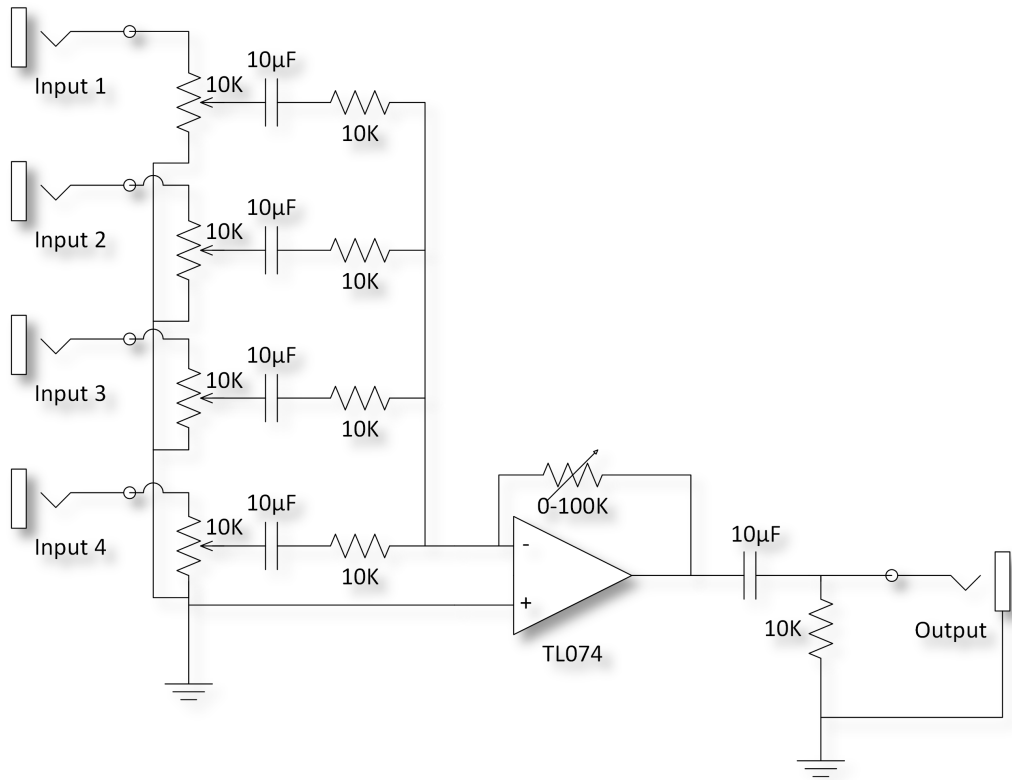 10µF
Input 1
10K
10K
10µF
Input 2
10K
10K
10µF
Input 3
10K
10K
10µF
0-100K
Input 4
10K
10K
-
10µF
+
10K
Output
TL074